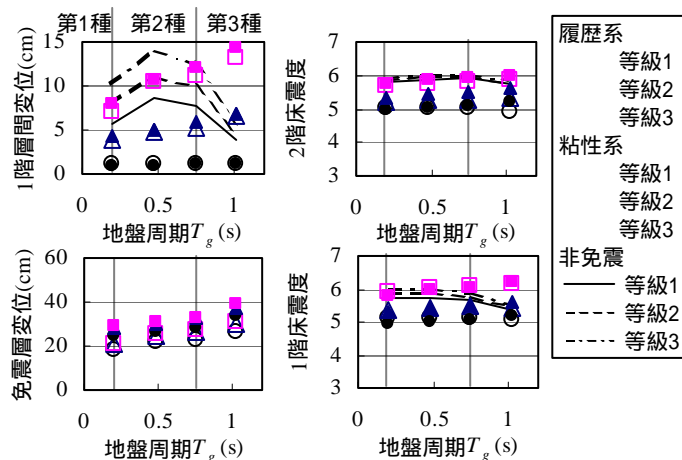 第1種 第2種 第3種
1階層間変位(cm)
15
10
5
0
0 0.5 1
地盤周期Tg (s)
2階床震度
7
6
5
4
3
0 0.5 1
地盤周期Tg (s)
免震層変位(cm)
60
40
20
0
0 0.5 1
地盤周期Tg (s)
1階床震度
7
6
5
4
3
0 0.5 1
地盤周期Tg (s)
履歴系
等級1
等級2
等級3
粘性系
等級1
等級2
等級3
非免震
等級1
等級2
等級3